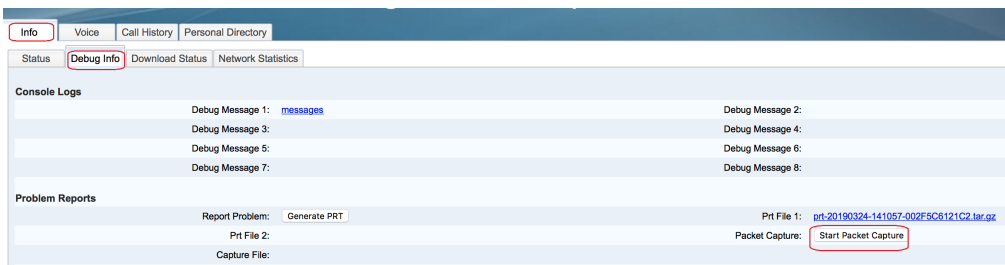 Info Voice Call History Personal Directory
Status Debug Info Download Status Network Statistics
Console Logs
Debug Message 1: messages Debug Message 2:
Debug Message 3: Debug Message 4:
Debug Message 5: Debug Message 6:
Debug Message 7: Debug Message 8:
Problem Reports
Report Problem: Generate PRT Prt File 1: prt-20190324-141057-002F5C6121C2.tar.gz
Prt File 2: Packet Capture: Start Packet Capture
Capture File: